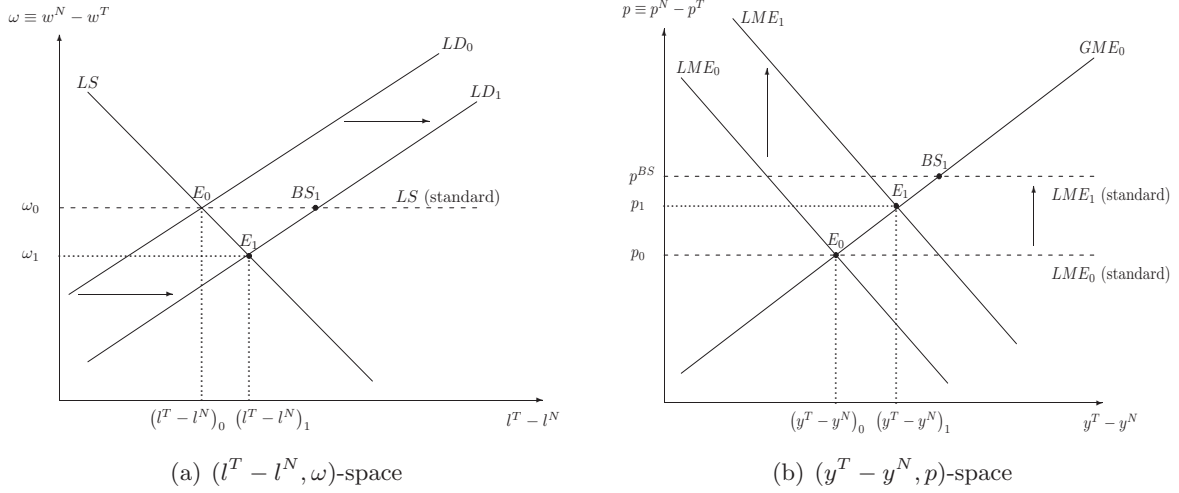 ω ≡ w^N − w^T
LD_0
LS
LD_1
E_0
BS_1
LS (standard)
ω_0
E_1
ω_1
(l^T − l^N)_0 (l^T − l^N)_1
l^T − l^N
(a) (l^T − l^N, ω)-space
p ≡ p^N − p^T
LME_1
GME_0
LME_0
BS_1
p^BS
E_1
LME_1 (standard)
p_1
E_0
p_0
LME_0 (standard)
(y^T − y^N)_0 (y^T − y^N)_1
y^T − y^N
(b) (y^T − y^N, p)-space